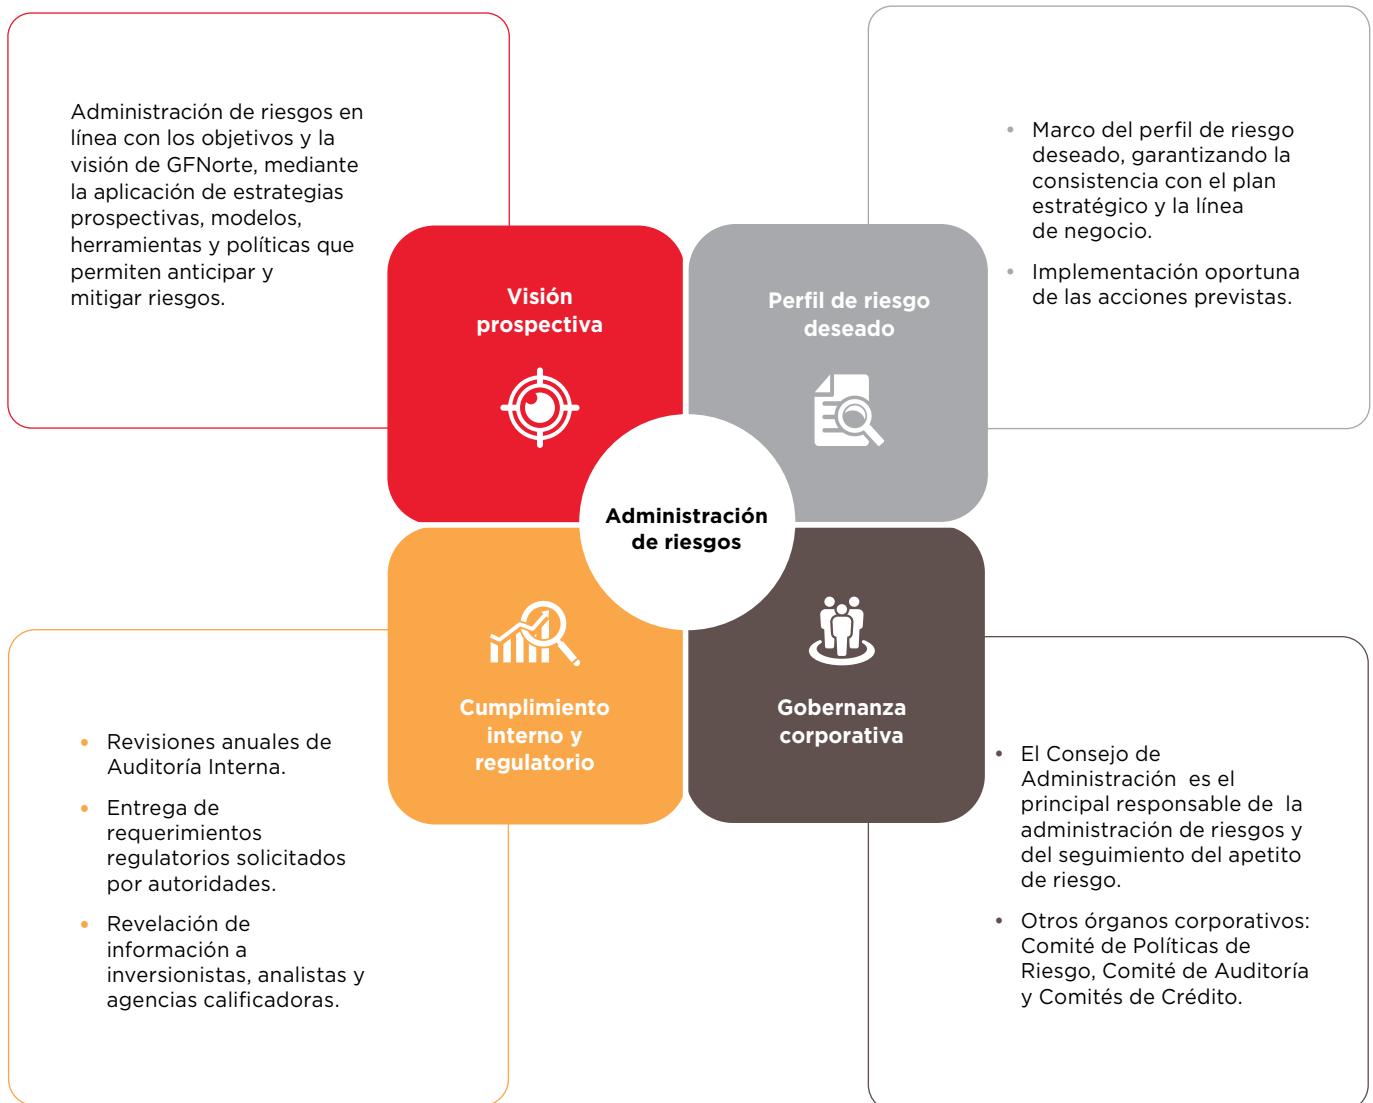 Administración de riesgos en
línea con los objetivos y la
visión de GFNorte, mediante
la aplicación de estrategias
prospectivas, modelos,
herramientas y políticas que
permiten anticipar y
mitigar riesgos.
• Marco del perfil de riesgo
deseado, garantizando la
consistencia con el plan
estratégico y la línea
de negocio.
• Implementación oportuna
de las acciones previstas.
Visión
prospectiva
Perfil de riesgo
deseado
Administración
de riesgos
Cumplimiento
interno y
regulatorio
Gobernanza
corporativa
• Revisiones anuales de
Auditoría Interna.
• Entrega de
requerimientos
regulatorios solicitados
por autoridades.
• Revelación de
información a
inversionistas, analistas y
agencias calificadoras.
• El Consejo de
Administración es el
principal responsable de la
administración de riesgos y
del seguimiento del apetito
de riesgo.
• Otros órganos corporativos:
Comité de Políticas de
Riesgo, Comité de Auditoría
y Comités de Crédito.